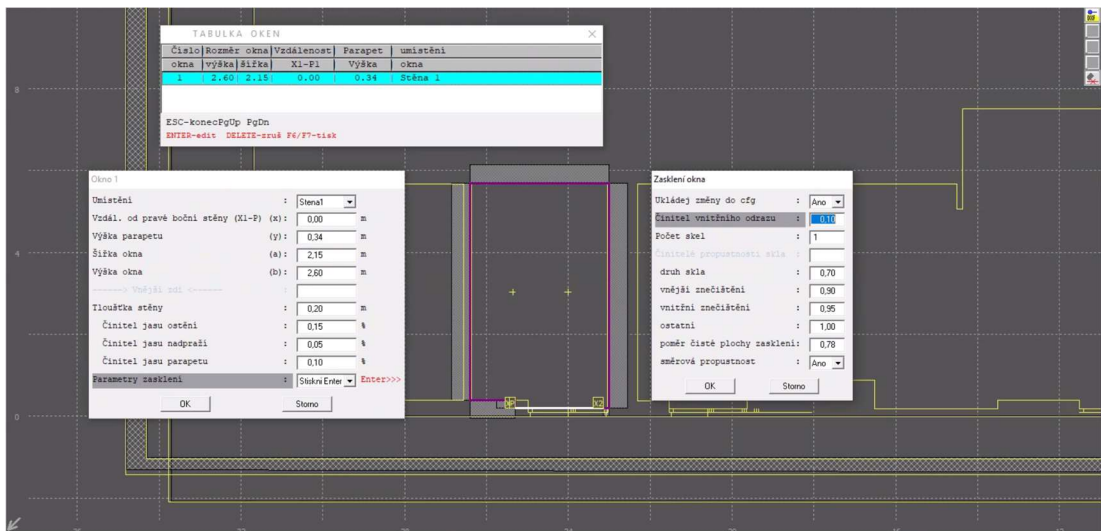 TABULKA OKEN
Číslo|Rozměr okna|Vzdálenost| Parapet | umístění
okna |výška|šířka| X1-P1 | Výška | okna
1 | 2.60| 2.15| 0.00 | 0.34 | Stěna 1
ESC-konecPgUp PgDn
ENTER-edit DELETE-zruš F6/F7-tisk
Okno 1
Umístění : Stena1
Vzdál. od pravé boční stěny (X1-P) (x): 0,00 m
Výška parapetu (y): 0,34 m
Šířka okna (a): 2,15 m
Výška okna (b): 2,60 m
------> Vnější zdi <------ :
Tloušťka stěny : 0,20 m
Činitel jasu ostění : 0,15 %
Činitel jasu nadpraží : 0,05 %
Činitel jasu parapetu : 0,10 %
Parametry zasklení : Stiskni Enter Enter>>>
OK Storno
Zasklení okna
Ukládej změny do cfg : Ano
Činitel vnitřního odrazu : 0,10
Počet skel : 1
Činitelé propustnosti skla :
druh skla : 0,70
vnější znečištění : 0,90
vnitřní znečištění : 0,95
ostatní : 1,00
poměr čisté plochy zasklení: 0,78
směrová propustnost : Ano
OK Storno
8
4
0
XP
X2